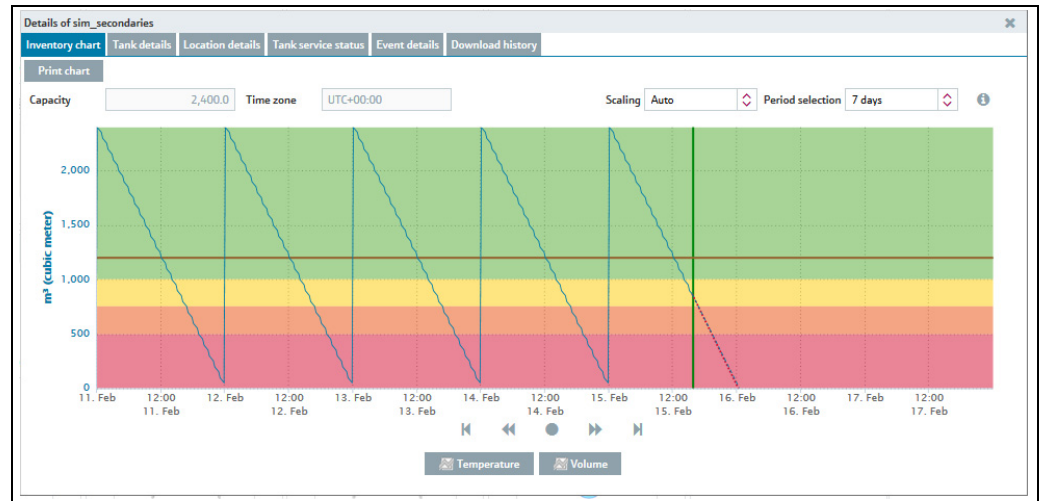 Details of sim_secondaries
Inventory chart Tank details Location details Tank service status Event details Download history
Print chart
Capacity 2,400.0 Time zone UTC+00:00 Scaling Auto Period selection 7 days
m³ (cubic meter)
2,000
1,500
1,000
500
0
11. Feb 12:00 12. Feb 12:00 13. Feb 12:00 14. Feb 12:00 15. Feb 12:00 16. Feb 12:00 17. Feb 12:00
11. Feb 12. Feb 13. Feb 14. Feb 15. Feb 16. Feb 17. Feb
Temperature Volume